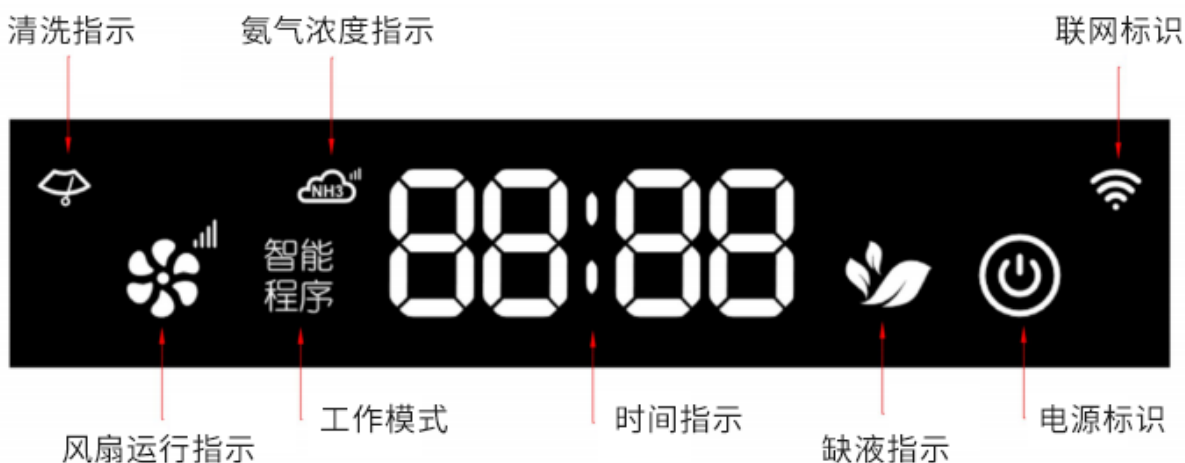 清洗指示
氨气浓度指示
联网标识
NH3
88:88
智能
程序
工作模式
时间指示
电源标识
风扇运行指示
缺液指示